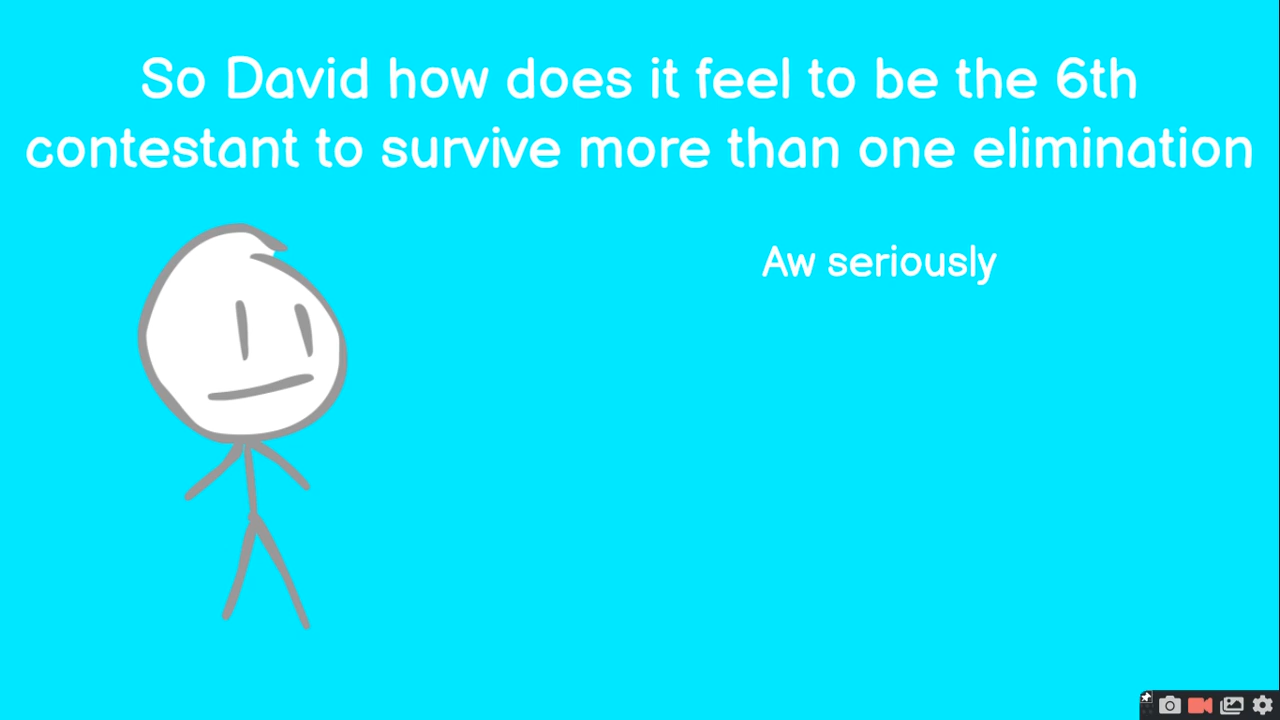 So David how does it feel to be the 6th
contestant to survive more than one elimination
Aw seriously